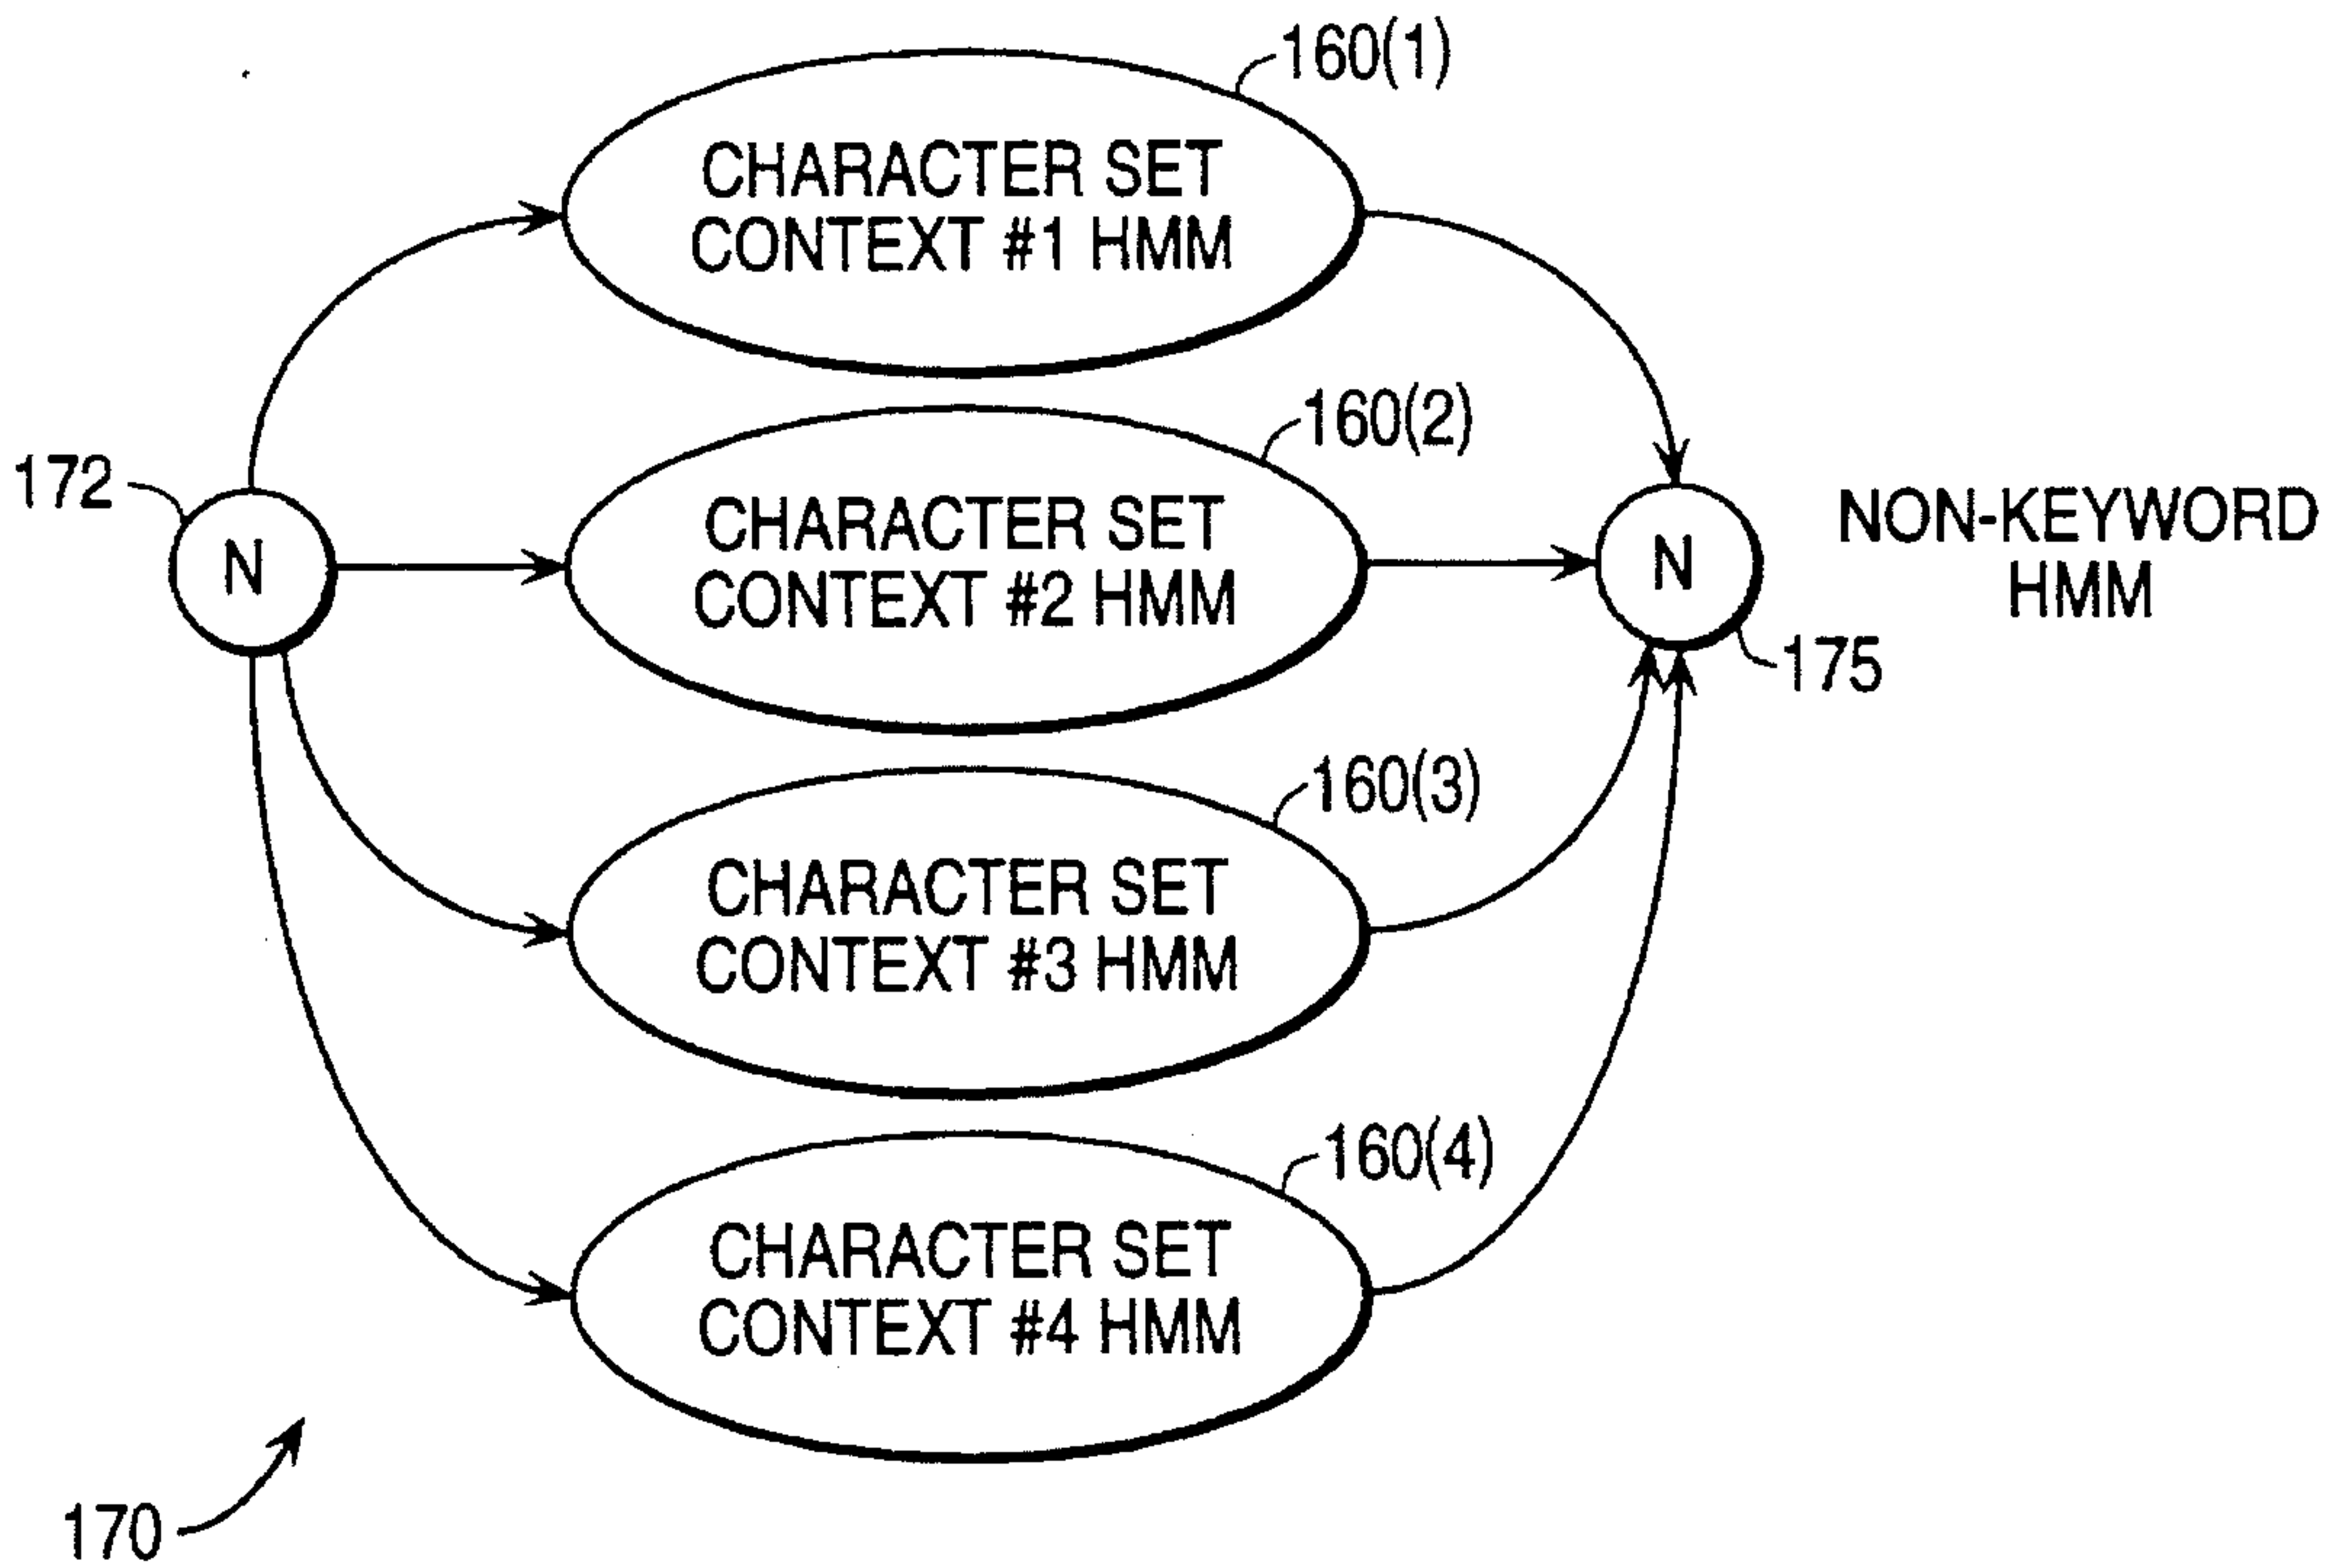 160(1)
CHARACTER SET
CONTEXT #1 HMM
160(2)
172
N
CHARACTER SET
CONTEXT #2 HMM
N
NON-KEYWORD
HMM
175
160(3)
CHARACTER SET
CONTEXT #3 HMM
160(4)
CHARACTER SET
CONTEXT #4 HMM
170